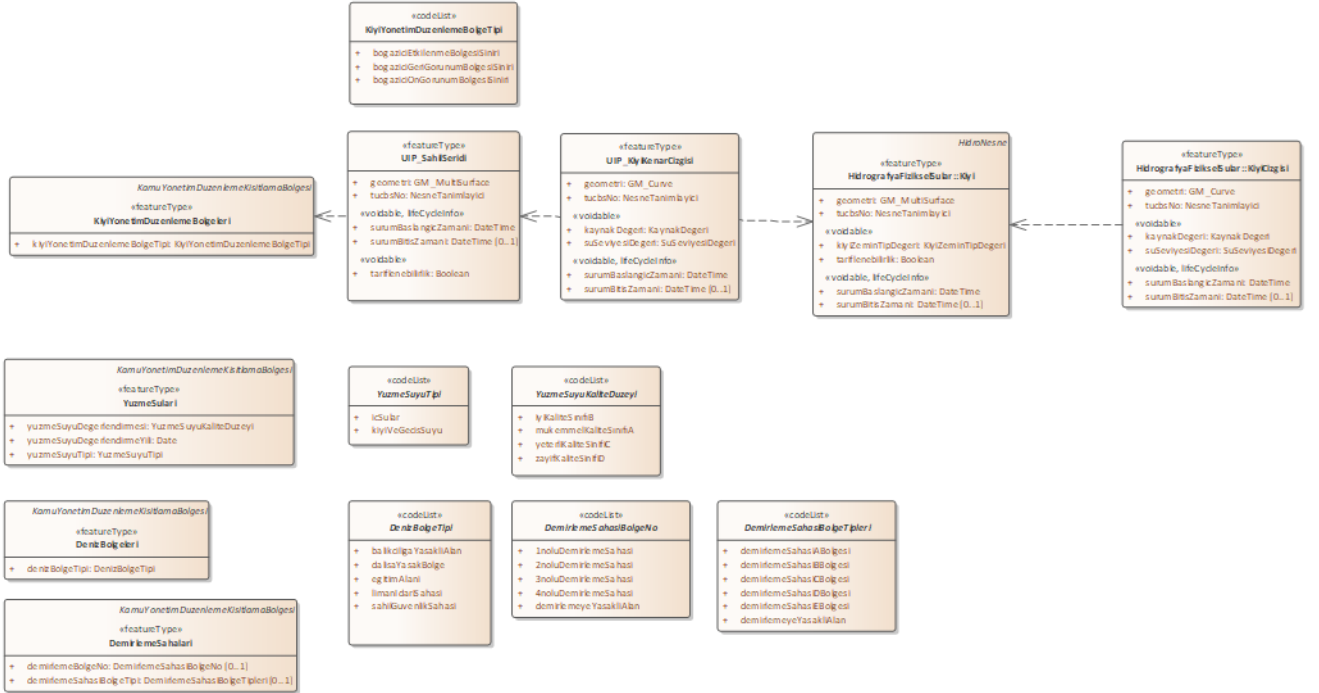 «codeList»
KiyiYonetimDuzenlemeBolgeTipi
+ bogaziciEtkilenmeBolgesiSiniri
+ bogaziciGeriGorunumBolgesiSiniri
+ bogaziciOnGorunumBolgesiSiniri
KamuYonetimDuzenlemeKisitlamaBolgesi
«featureType»
KiyiYonetimDuzenlemeBolgeleri
+ kiyiYonetimDuzenlemeBolgeTipi: KiyiYonetimDuzenlemeBolgeTipi
«featureType»
UIP_SahilSeridi
+ geometri: GM_MultiSurface
+ tucbsNo: NesneTanimlayici
«voidable, lifeCycleInfo»
+ surumBaslangicZamani: DateTime
+ surumBitisZamani: DateTime [0..1]
«voidable»
+ tariflenebilirlik: Boolean
«featureType»
UIP_KiyiKenarCizgisi
+ geometri: GM_Curve
+ tucbsNo: NesneTanimlayici
«voidable»
+ kaynakDegeri: KaynakDegeri
+ suSeviyesiDegeri: SuSeviyesiDegeri
«voidable, lifeCycleInfo»
+ surumBaslangicZamani: DateTime
+ surumBitisZamani: DateTime [0..1]
HidroNesne
«featureType»
HidrografyaFizikselSular::Kiyi
+ geometri: GM_MultiSurface
+ tucbsNo: NesneTanimlayici
«voidable»
+ kiyiZeminTipDegeri: KiyiZeminTipDegeri
+ tariflenebilirlik: Boolean
«voidable, lifeCycleInfo»
+ surumBaslangicZamani: DateTime
+ surumBitisZamani: DateTime [0..1]
«featureType»
HidrografyaFizikselSular::KiyiCizgisi
+ geometri: GM_Curve
+ tucbsNo: NesneTanimlayici
«voidable»
+ kaynakDegeri: KaynakDegeri
+ suSeviyesiDegeri: SuSeviyesiDegeri
«voidable, lifeCycleInfo»
+ surumBaslangicZamani: DateTime
+ surumBitisZamani: DateTime [0..1]
KamuYonetimDuzenlemeKisitlamaBolgesi
«featureType»
YuzmeSulari
+ yuzmeSuyuDegerlendirmesi: YuzmeSuyuKaliteDuzeyi
+ yuzmeSuyuDegerlendirmeYili: Date
+ yuzmeSuyuTipi: YuzmeSuyuTipi
«codeList»
YuzmeSuyuTipi
+ icSular
+ kiyiVeGecisSuyu
«codeList»
YuzmeSuyuKaliteDuzeyi
+ iyiKaliteSinifiB
+ mukemmelKaliteSinifiA
+ yeterliKaliteSinifiC
+ zayifKaliteSinifiD
KamuYonetimDuzenlemeKisitlamaBolgesi
«featureType»
DenizBolgeleri
+ denizBolgeTipi: DenizBolgeTipi
«codeList»
DenizBolgeTipi
+ balikciligaYasakliAlan
+ dalisaYasakBolge
+ egitimAlani
+ limaniIdariSahasi
+ sahilGuvenlikSahasi
«codeList»
DemirlemeSahasiBolgeNo
+ 1noluDemirlemeSahasi
+ 2noluDemirlemeSahasi
+ 3noluDemirlemeSahasi
+ 4noluDemirlemeSahasi
+ demirlemeyeYasakliAlan
«codeList»
DemirlemeSahasiBolgeTipleri
+ demirlemeSahasiABolgesi
+ demirlemeSahasiBBolgesi
+ demirlemeSahasiCBolgesi
+ demirlemeSahasiDBolgesi
+ demirlemeSahasiEBolgesi
+ demirlemeyeYasakliAlan
KamuYonetimDuzenlemeKisitlamaBolgesi
«featureType»
DemirlemeSahalari
+ demirlemeBolgeNo: DemirlemeSahasiBolgeNo [0..1]
+ demirlemeSahasiBolgeTipi: DemirlemeSahasiBolgeTipleri [0..1]